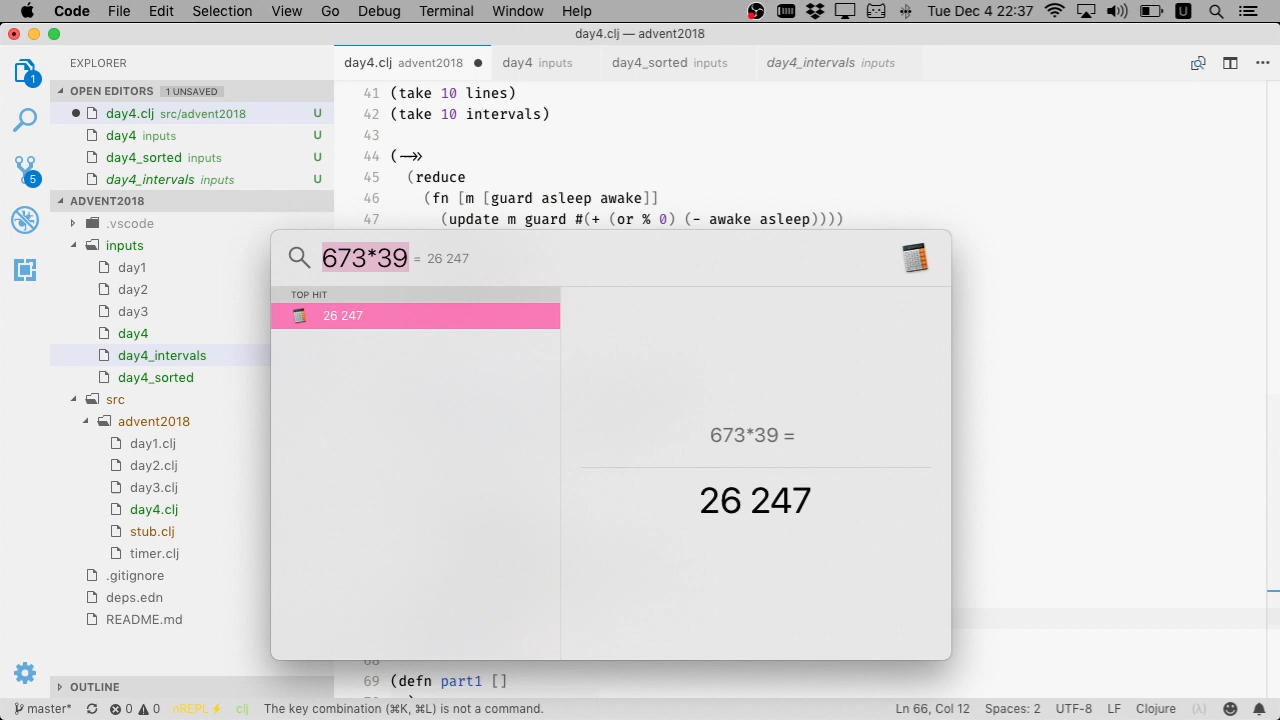 Code File Edit Selection View Go Debug Terminal Window Help Tue Dec 4 22:37 U
day4.clj — advent2018
EXPLORER
OPEN EDITORS 1 UNSAVED
day4.clj src/advent2018 U
day4 inputs U
day4_sorted inputs U
day4_intervals inputs U
ADVENT2018
.vscode
inputs
day1
day2
day3
day4
day4_intervals
day4_sorted
src
advent2018
day1.clj
day2.clj
day3.clj
day4.clj
stub.clj
timer.clj
.gitignore
deps.edn
README.md
OUTLINE
1
5
day4.clj advent2018
day4 inputs
day4_sorted inputs
day4_intervals inputs
41 (take 10 lines)
42 (take 10 intervals)
43
44 (->>
45 (reduce
46 (fn [m [guard asleep awake]]
47 (update m guard #(+ (or % 0) (- awake asleep))))
673*39 = 26 247
TOP HIT
26 247
673*39 =
26 247
68
69 (defn part1 []
master* 0 0 nREPL clj The key combination (⌘K, ⌘L) is not a command. Ln 66, Col 12 Spaces: 2 UTF-8 LF Clojure (λ)